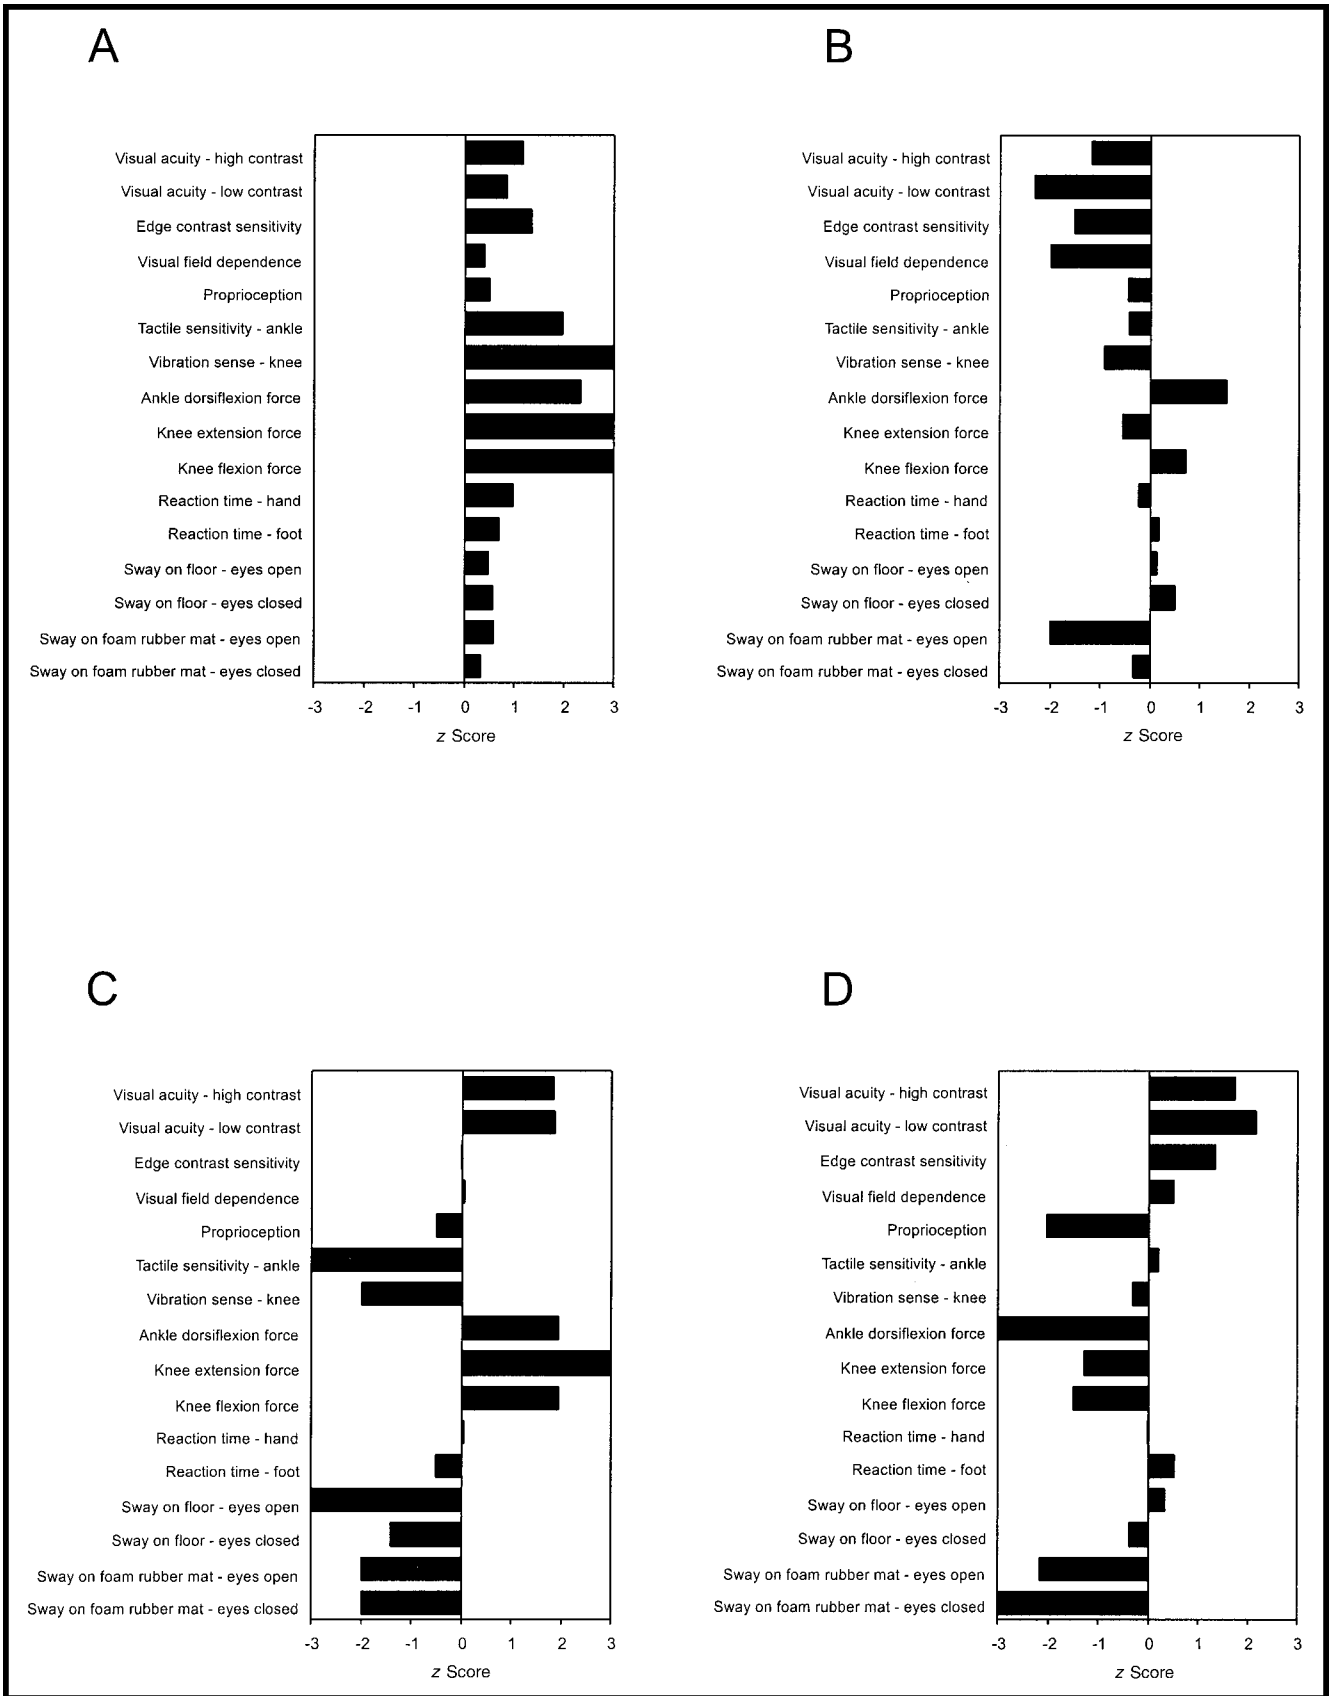 A
Visual acuity - high contrast
Visual acuity - low contrast
Edge contrast sensitivity
Visual field dependence
Proprioception
Tactile sensitivity - ankle
Vibration sense - knee
Ankle dorsiflexion force
Knee extension force
Knee flexion force
Reaction time - hand
Reaction time - foot
Sway on floor - eyes open
Sway on floor - eyes closed
Sway on foam rubber mat - eyes open
Sway on foam rubber mat - eyes closed
-3 -2 -1 0 1 2 3
z Score
B
Visual acuity - high contrast
Visual acuity - low contrast
Edge contrast sensitivity
Visual field dependence
Proprioception
Tactile sensitivity - ankle
Vibration sense - knee
Ankle dorsiflexion force
Knee extension force
Knee flexion force
Reaction time - hand
Reaction time - foot
Sway on floor - eyes open
Sway on floor - eyes closed
Sway on foam rubber mat - eyes open
Sway on foam rubber mat - eyes closed
-3 -2 -1 0 1 2 3
z Score
C
Visual acuity - high contrast
Visual acuity - low contrast
Edge contrast sensitivity
Visual field dependence
Proprioception
Tactile sensitivity - ankle
Vibration sense - knee
Ankle dorsiflexion force
Knee extension force
Knee flexion force
Reaction time - hand
Reaction time - foot
Sway on floor - eyes open
Sway on floor - eyes closed
Sway on foam rubber mat - eyes open
Sway on foam rubber mat - eyes closed
-3 -2 -1 0 1 2 3
z Score
D
Visual acuity - high contrast
Visual acuity - low contrast
Edge contrast sensitivity
Visual field dependence
Proprioception
Tactile sensitivity - ankle
Vibration sense - knee
Ankle dorsiflexion force
Knee extension force
Knee flexion force
Reaction time - hand
Reaction time - foot
Sway on floor - eyes open
Sway on floor - eyes closed
Sway on foam rubber mat - eyes open
Sway on foam rubber mat - eyes closed
-3 -2 -1 0 1 2 3
z Score